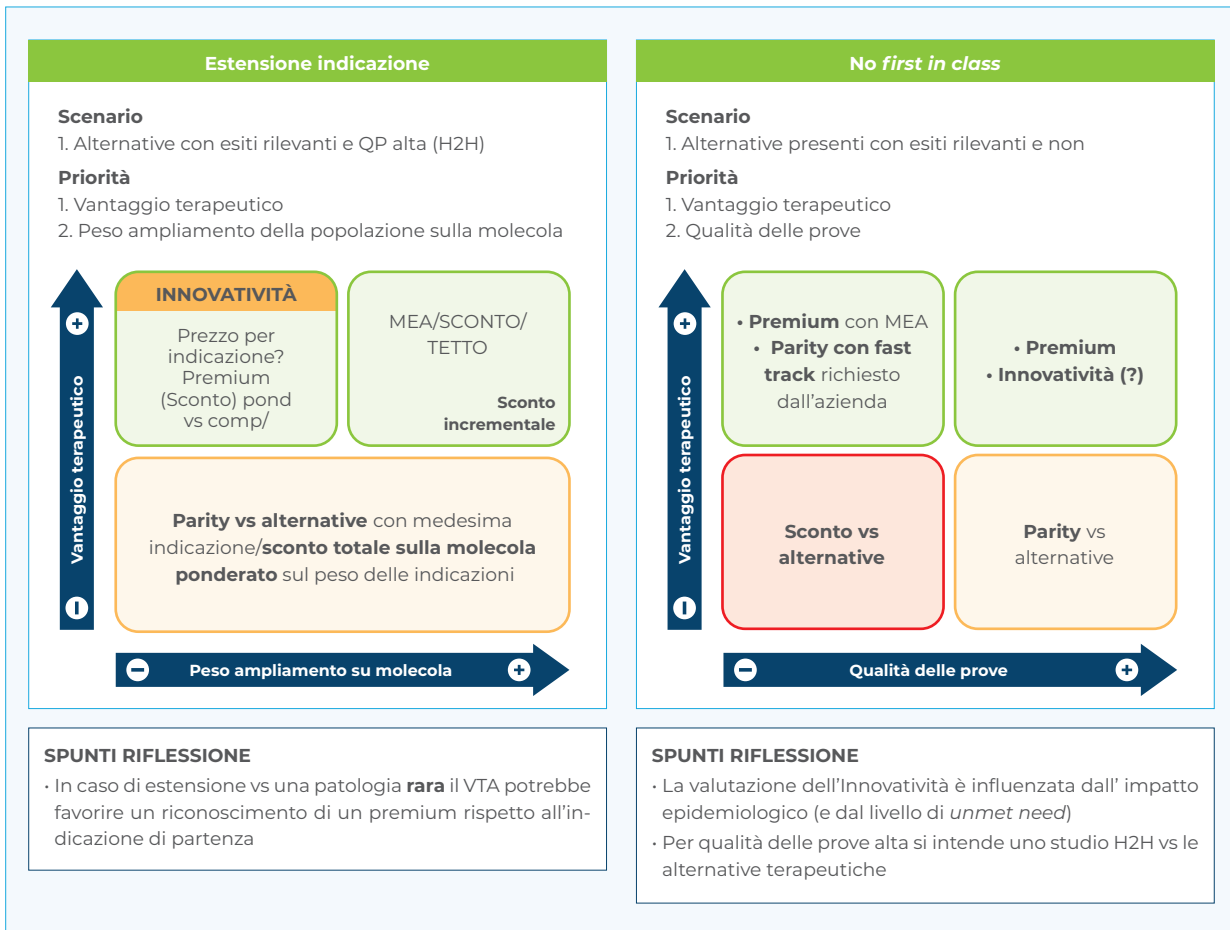 Estensione indicazione
Scenario
1. Alternative con esiti rilevanti e QP alta (H2H)
Priorità
1. Vantaggio terapeutico
2. Peso ampliamento della popolazione sulla molecola
Vantaggio terapeutico
INNOVATIVITÀ
Prezzo per
indicazione?
Premium
(Sconto) pond
vs comp/
MEA/SCONTO/
TETTO
Sconto
incrementale
Parity vs alternative con medesima
indicazione/sconto totale sulla molecola
ponderato sul peso delle indicazioni
Peso ampliamento su molecola
SPUNTI RIFLESSIONE
• In caso di estensione vs una patologia rara il VTA potrebbe
favorire un riconoscimento di un premium rispetto all'in-
dicazione di partenza
No first in class
Scenario
1. Alternative presenti con esiti rilevanti e non
Priorità
1. Vantaggio terapeutico
2. Qualità delle prove
Vantaggio terapeutico
• Premium con MEA
• Parity con fast
track richiesto
dall'azienda
• Premium
• Innovatività (?)
Sconto vs
alternative
Parity vs
alternative
Qualità delle prove
SPUNTI RIFLESSIONE
• La valutazione dell'Innovatività è influenzata dall' impatto
epidemiologico (e dal livello di unmet need)
• Per qualità delle prove alta si intende uno studio H2H vs le
alternative terapeutiche